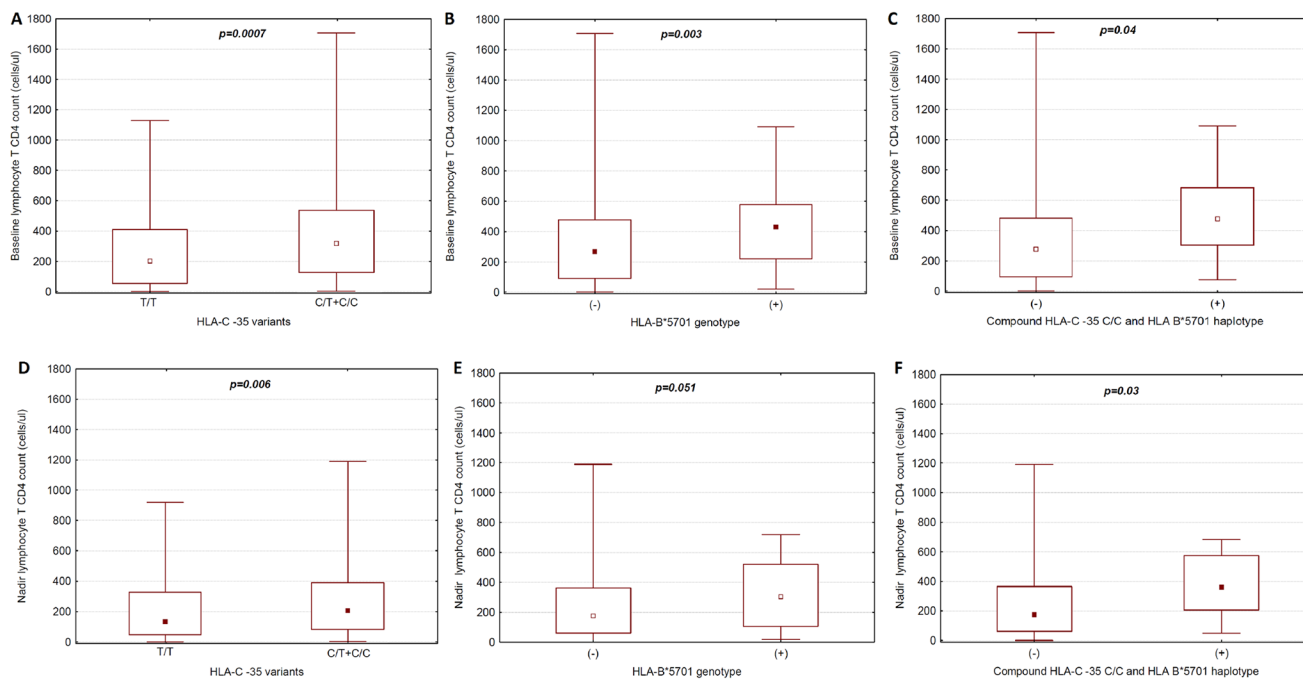 A
Baseline lymphocyte T CD4 count (cells/ul)
1800
1600
1400
1200
1000
800
600
400
200
0
p=0.0007
T/T
C/T+C/C
HLA-C -35 variants
B
Baseline lymphocyte T CD4 count (cells/ul)
1800
1600
1400
1200
1000
800
600
400
200
0
p=0.003
(-)
(+)
HLA-B*5701 genotype
C
Baseline lymphocyte T CD4 count (cells/ul)
1800
1600
1400
1200
1000
800
600
400
200
0
p=0.04
(-)
(+)
Compound HLA-C -35 C/C and HLA B*5701 haplotype
D
Nadir lymphocyte T CD4 count (cells/ul)
1800
1600
1400
1200
1000
800
600
400
200
0
p=0.006
T/T
C/T+C/C
HLA-C -35 variants
E
Nadir lymphocyte T CD4 count (cells/ul)
1800
1600
1400
1200
1000
800
600
400
200
0
p=0.051
(-)
(+)
HLA-B*5701 genotype
F
Nadir lymphocyte T CD4 count (cells/ul)
1800
1600
1400
1200
1000
800
600
400
200
0
p=0.03
(-)
(+)
Compound HLA-C -35 C/C and HLA B*5701 haplotype